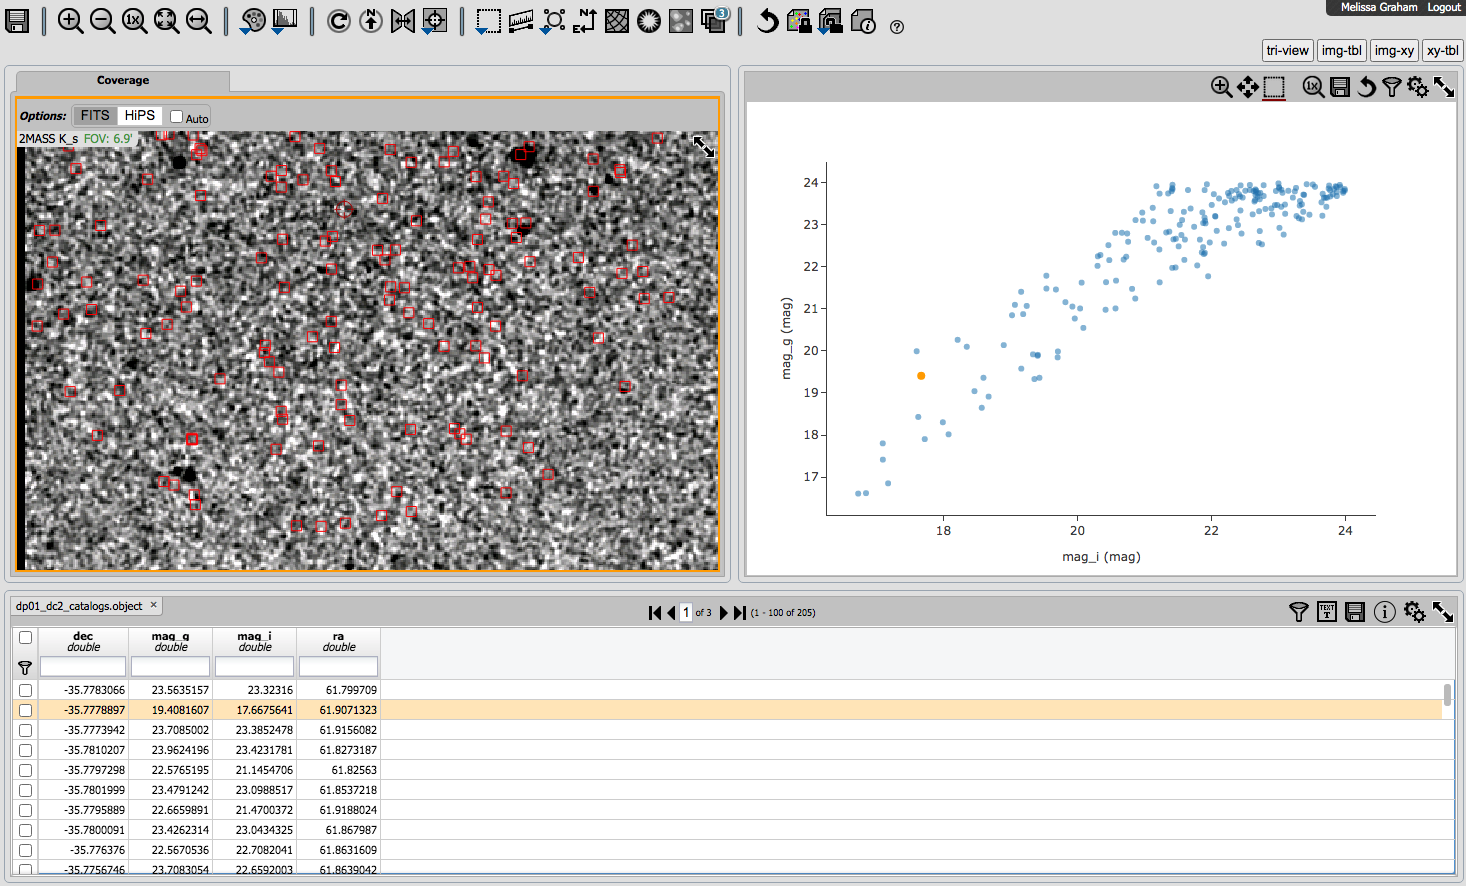 Melissa Graham Logout
1x
N
3
tri-view img-tbl img-xy xy-tbl
Coverage
Options: FITS HiPS Auto
2MASS K_s FOV: 6.9'
1x
24
23
22
21
20
19
18
17
mag_g (mag)
18 20 22 24
mag_i (mag)
dp01_dc2_catalogs.object ×
1 of 3 (1 - 100 of 205)
TEXT T
dec mag_g mag_i ra
double double double double
-35.7783066 23.5635157 23.32316 61.799709
-35.7778897 19.4081607 17.6675641 61.9071323
-35.7773942 23.7085002 23.3852478 61.9156082
-35.7810207 23.9624196 23.4231781 61.8273187
-35.7797298 22.5765195 21.1454706 61.82563
-35.7801999 23.4791242 23.0988517 61.8537218
-35.7795889 22.6659891 21.4700372 61.9188024
-35.7800091 23.4262314 23.0434325 61.867987
-35.776376 22.5670536 22.7082041 61.8631609
-35.7756746 23.7083054 22.6592003 61.8639042